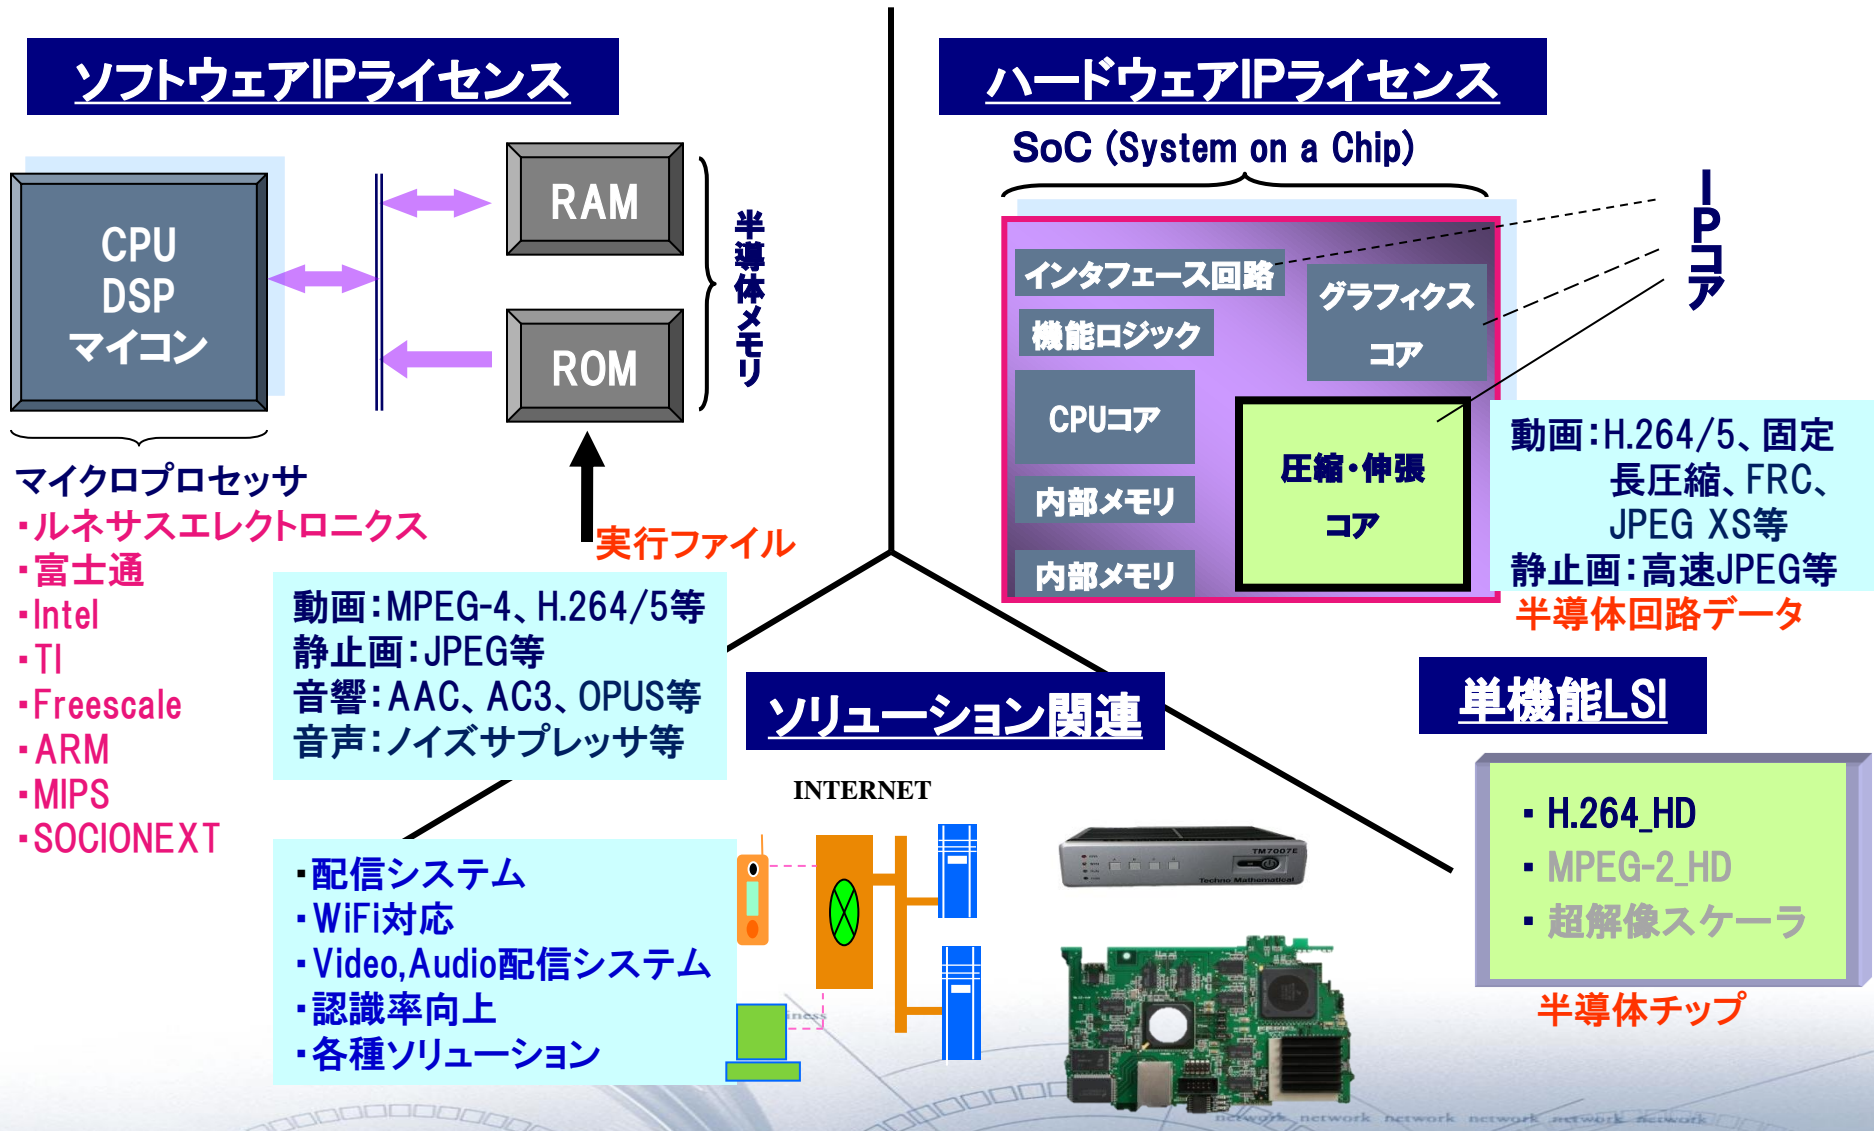 ソフトウェアIPライセンス
CPU
DSP
マイコン
RAM
ROM
半導体メモリ
マイクロプロセッサ
・ルネサスエレクトロニクス
・富士通
・Intel
・TI
・Freescale
・ARM
・MIPS
・SOCIONEXT
実行ファイル
動画：MPEG-4、H.264/5等
静止画：JPEG等
音響：AAC、AC3、OPUS等
音声：ノイズサプレッサ等
ハードウェアIPライセンス
SoC (System on a Chip)
IPコア
インタフェース回路
機能ロジック
CPUコア
内部メモリ
内部メモリ
グラフィクス
コア
圧縮・伸張
コア
動画：H.264/5、固定
長圧縮、FRC、
JPEG XS等
静止画：高速JPEG等
半導体回路データ
ソリューション関連
・配信システム
・WiFi対応
・Video,Audio配信システム
・認識率向上
・各種ソリューション
INTERNET
TM7007E
Techno Mathematical
単機能LSI
・H.264_HD
・MPEG-2_HD
・超解像スケーラ
半導体チップ
network network network network network network